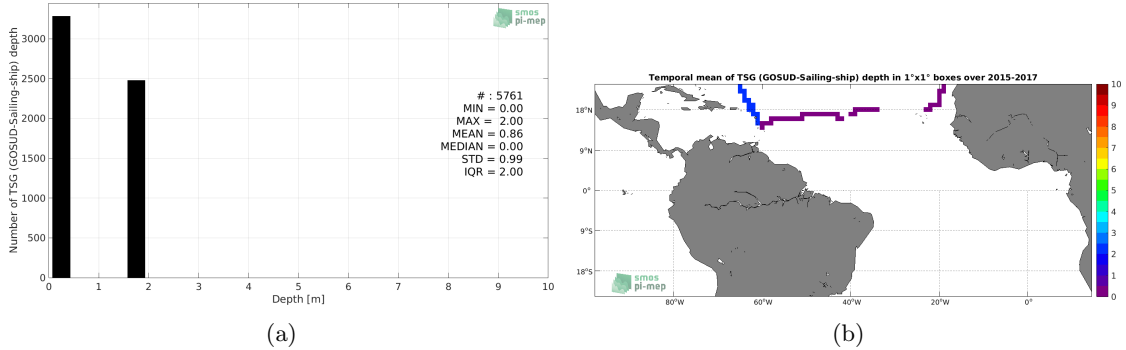 smos
pi-mep
Number of TSG (GOSUD-Sailing-ship) depth
3000
2500
2000
1500
1000
500
0
# : 5761
MIN = 0.00
MAX = 2.00
MEAN = 0.86
MEDIAN = 0.00
STD = 0.99
IQR = 2.00
0 1 2 3 4 5 6 7 8 9 10
Depth [m]
(a)
Temporal mean of TSG (GOSUD-Sailing-ship) depth in 1°x1° boxes over 2015-2017
18°N
9°N
0°
9°S
18°S
80°W 60°W 40°W 20°W 0°
10
9
8
7
6
5
4
3
2
1
0
smos
pi-mep
(b)